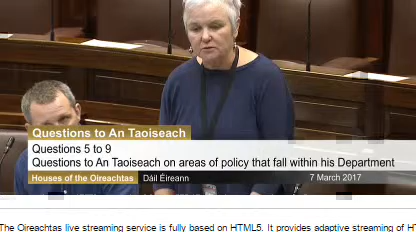 Questions to An Taoiseach
Questions 5 to 9
Questions to An Taoiseach on areas of policy that fall within his Department
Houses of the Oireachtas Dáil Éireann 7 March 2017
The Oireachtas live streaming service is fully based on HTML5. It provides adaptive streaming of